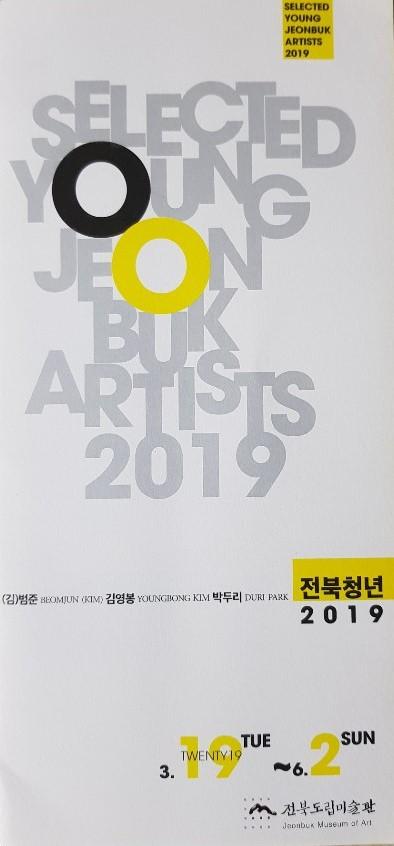 SELECTED
YOUNG
JEONBUK
ARTISTS
2019
SELECTED
YOUNG
JEON
BUK
ARTISTS
2019
(김)범준 BEOMJUN (KIM) 김영봉 YOUNGBONG KIM 박두리 DURI PARK
전북청년
2019
3.19 TUE ~6.2 SUN
TWENTY19
전북도립미술관
Jeonbuk Museum of Art